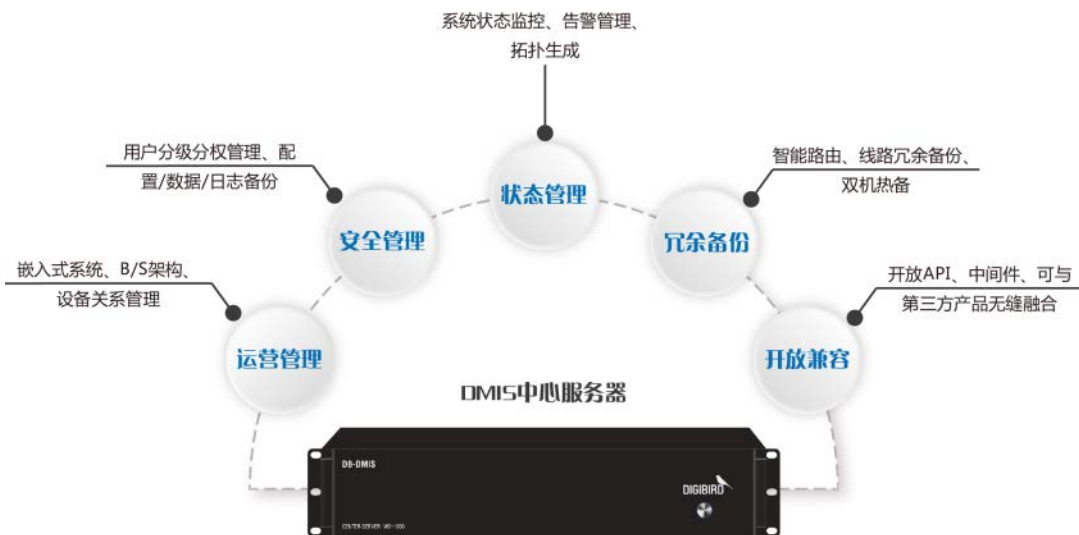 系统状态监控、告警管理、
拓扑生成
用户分级分权管理、配
置/数据/日志备份
状态管理
智能路由、线路冗余备份、
双机热备
安全管理
冗余备份
嵌入式系统、B/S架构、
设备关系管理
开放API、中间件、可与
第三方产品无缝融合
运营管理
开放兼容
DMIS中心服务器
DB-DMIS
DIGIBIRD
CENTER SERVER